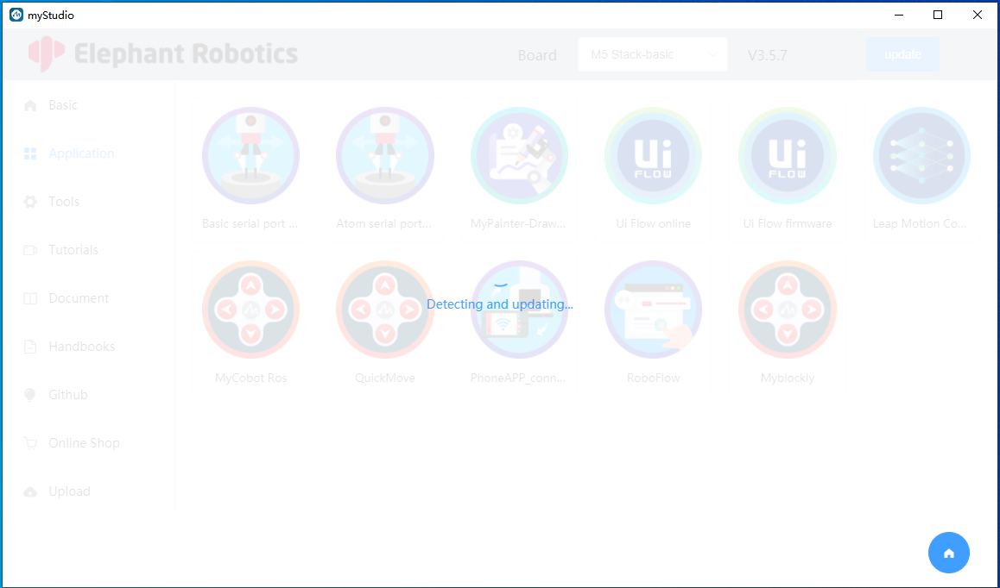 myStudio
Elephant Robotics
Board
M5 Stack-basic
V3.5.7
update
Basic
Application
Tools
Tutorials
Document
Handbooks
Github
Online Shop
Upload
Ui FLOW
Ui FLOW
Basic serial port ...
Atom serial port...
MyPainter-Draw...
Ui Flow online
Ui Flow firmware
Leap Motion Co...
Detecting and updating...
MyCobot Ros
QuickMove
PhoneAPP_conn...
RoboFlow
Myblockly